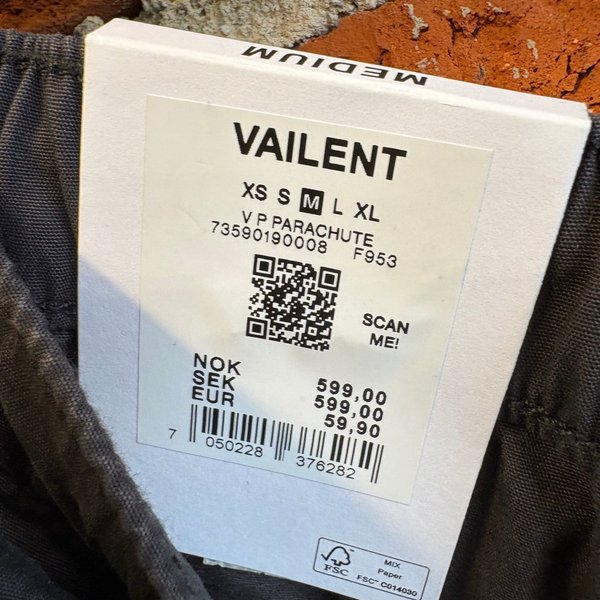 MEDIUM
VAILENT
XS S M L XL
V P PARACHUTE
73590190008 F953
SCAN
ME!
NOK 599,00
SEK 599,00
EUR 59,90
7 050228 376282
FSC
MIX
Paper
FSC™ C014030